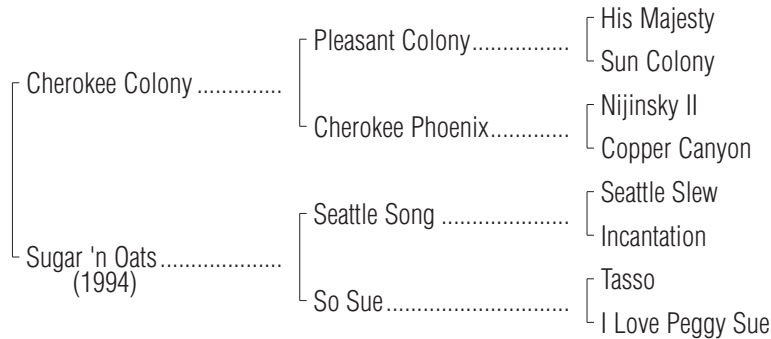 His Majesty
Pleasant Colony...............
Sun Colony
Cherokee Colony .............
Nijinsky II
Cherokee Phoenix............
Copper Canyon
Seattle Slew
Seattle Song ...................
Incantation
Sugar 'n Oats....................
(1994)
Tasso
So Sue............................
I Love Peggy Sue